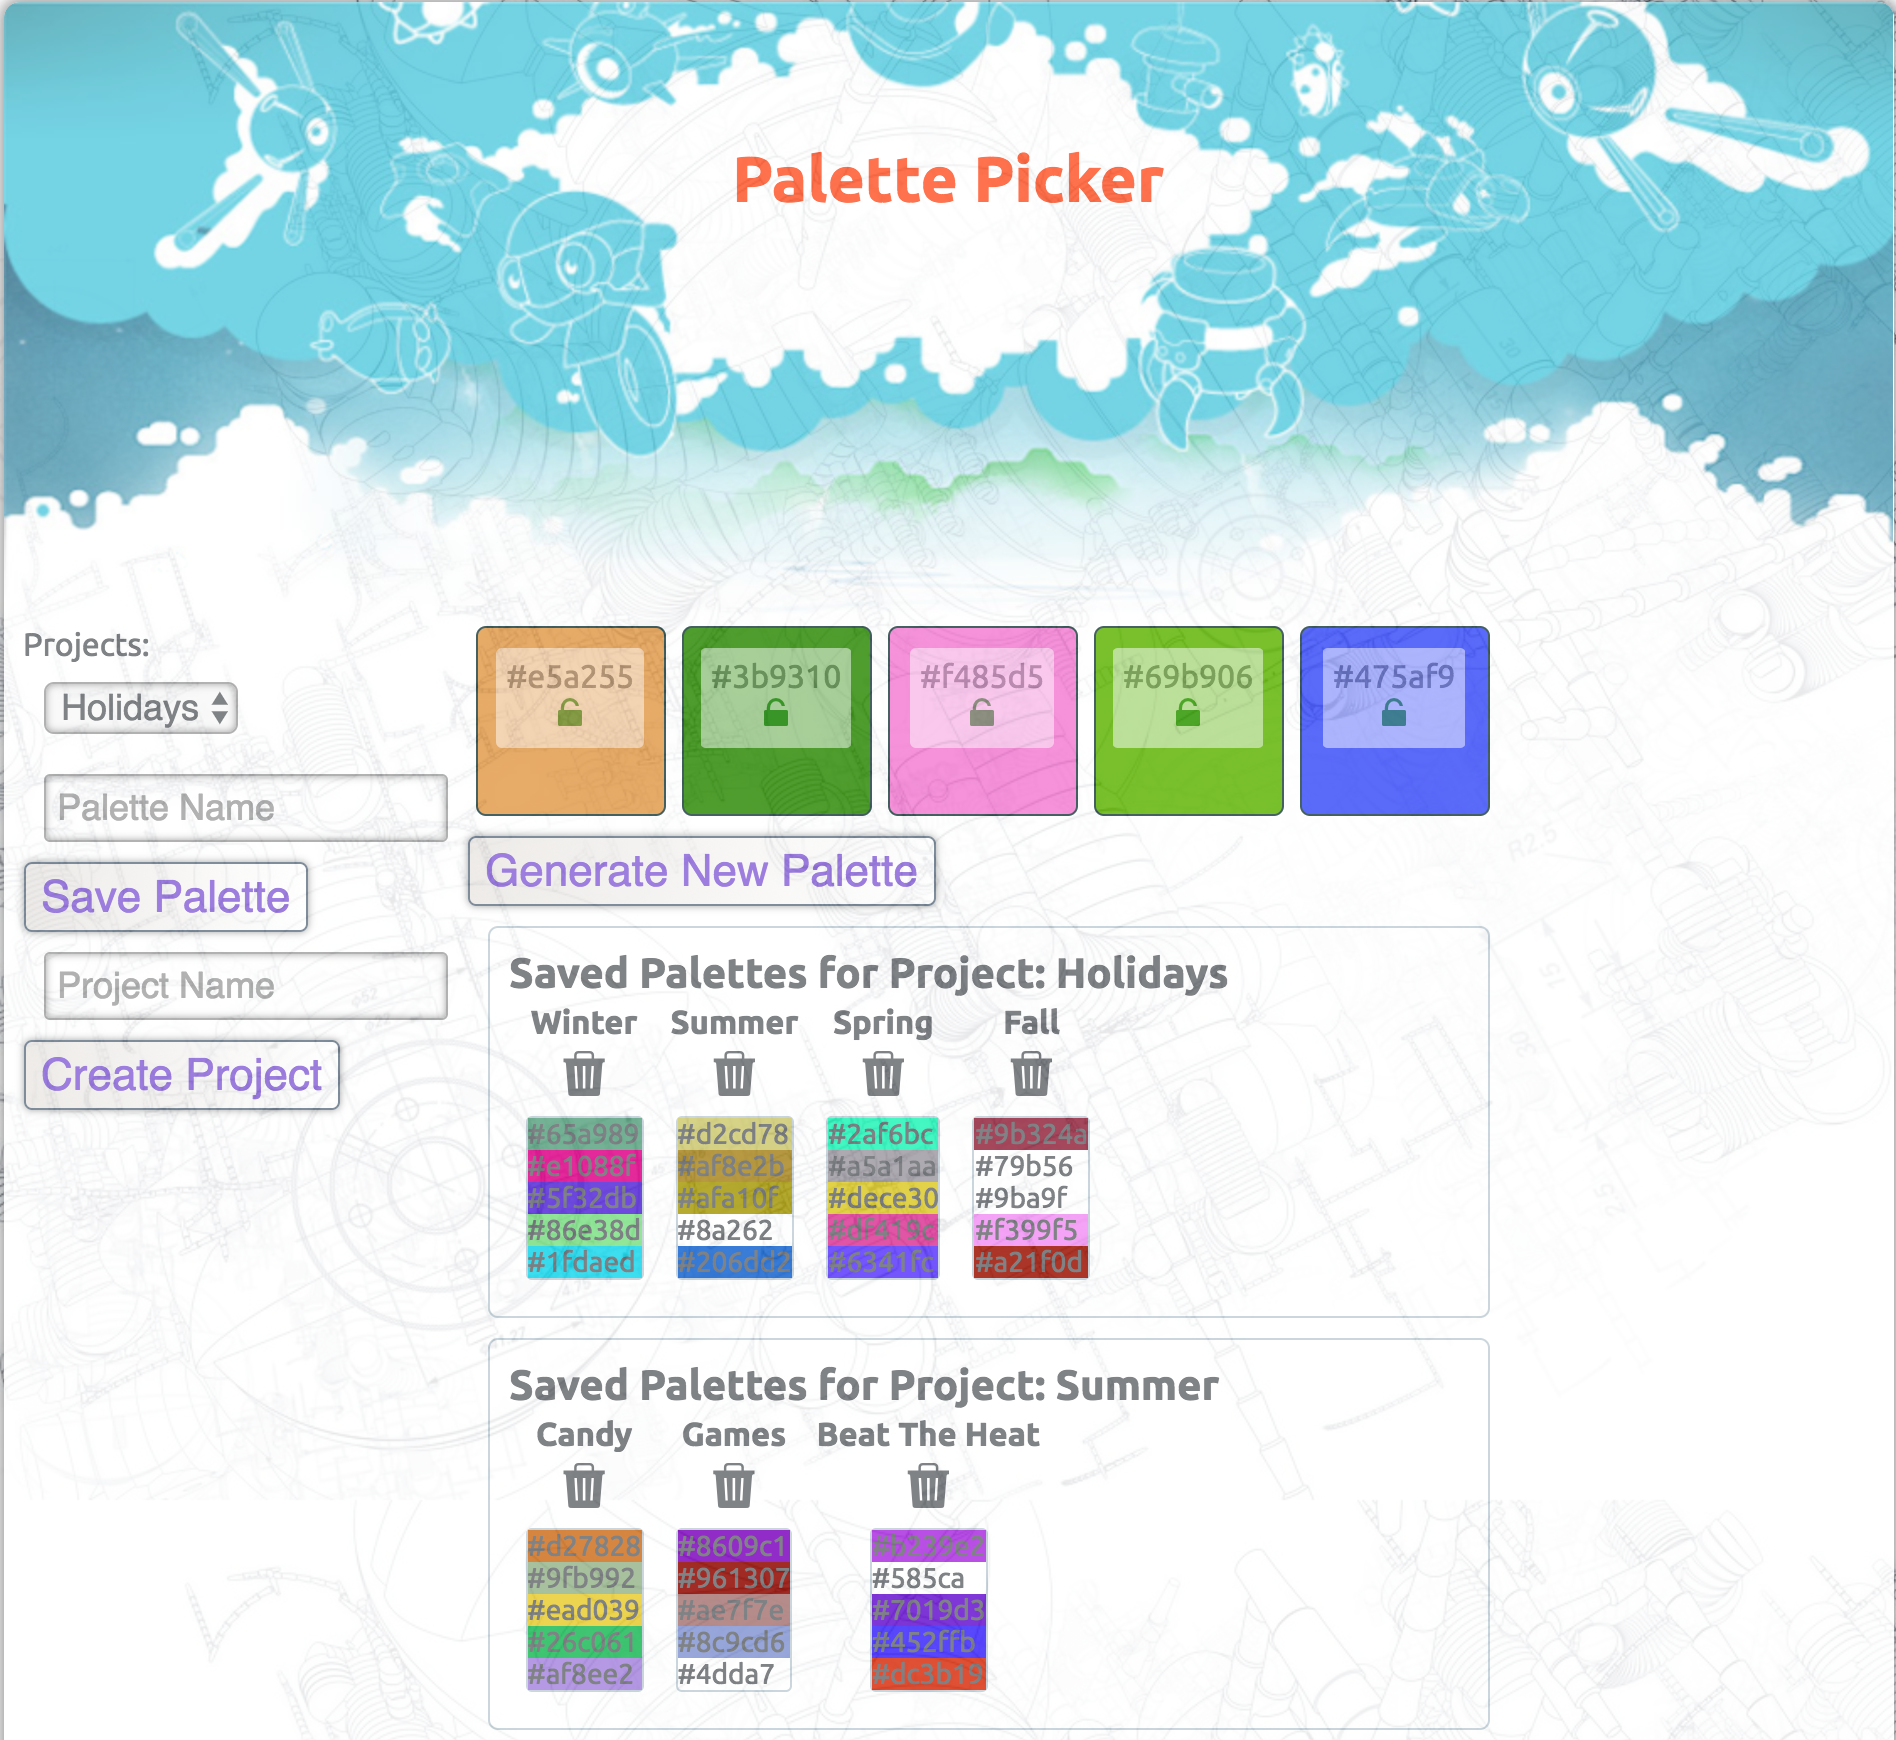 Palette Picker
Projects:
Holidays
Palette Name
Save Palette
Project Name
Create Project
#e5a255 #3b9310 #f485d5 #69b906 #475af9
Generate New Palette
Saved Palettes for Project: Holidays
Winter Summer Spring Fall
#65a989 #d2cd78 #2af6bc #9b324a
#e1088f #af8e2b #a5a1aa #79b56
#5f32db #afa10f #dece30 #9ba9f
#86e38d #8a262 #df419c #f399f5
#1fdaed #206dd2 #6341fc #a21f0d
Saved Palettes for Project: Summer
Candy Games Beat The Heat
#d27828 #8609c1 #b239e2
#9fb992 #961307 #585ca
#ead039 #ae7f7e #7019d3
#26c061 #8c9cd6 #452ffb
#af8ee2 #4dda7 #dc3b19